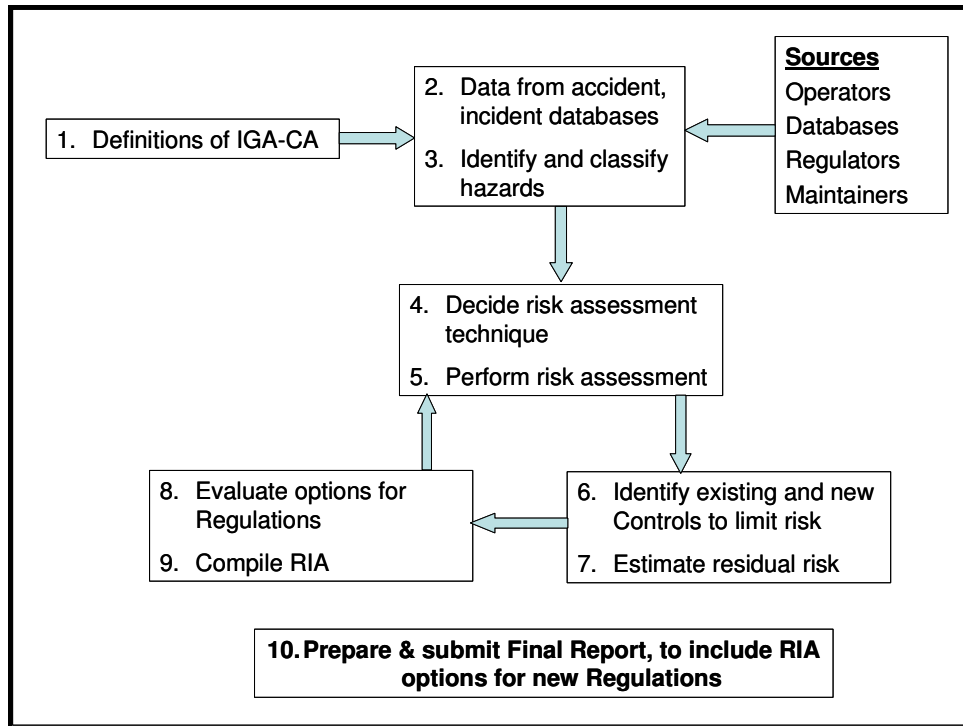 1. Definitions of IGA-CA
2. Data from accident,
incident databases
3. Identify and classify
hazards
Sources
Operators
Databases
Regulators
Maintainers
4. Decide risk assessment
technique
5. Perform risk assessment
6. Identify existing and new
Controls to limit risk
7. Estimate residual risk
8. Evaluate options for
Regulations
9. Compile RIA
10. Prepare & submit Final Report, to include RIA
options for new Regulations